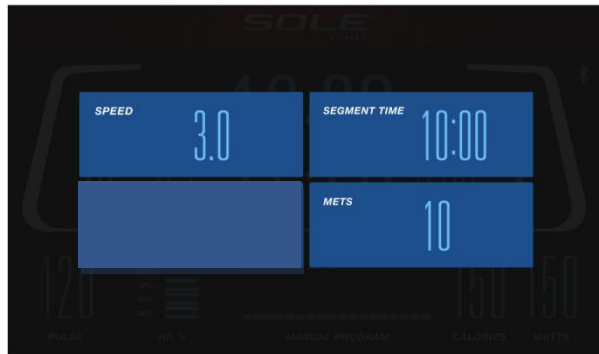 SOLE
SPEED
3.0
SEGMENT TIME
10:00
METS
10
120
150
150
PULSE
HR %
MANUAL PROGRAM
CALORIES
WATTS